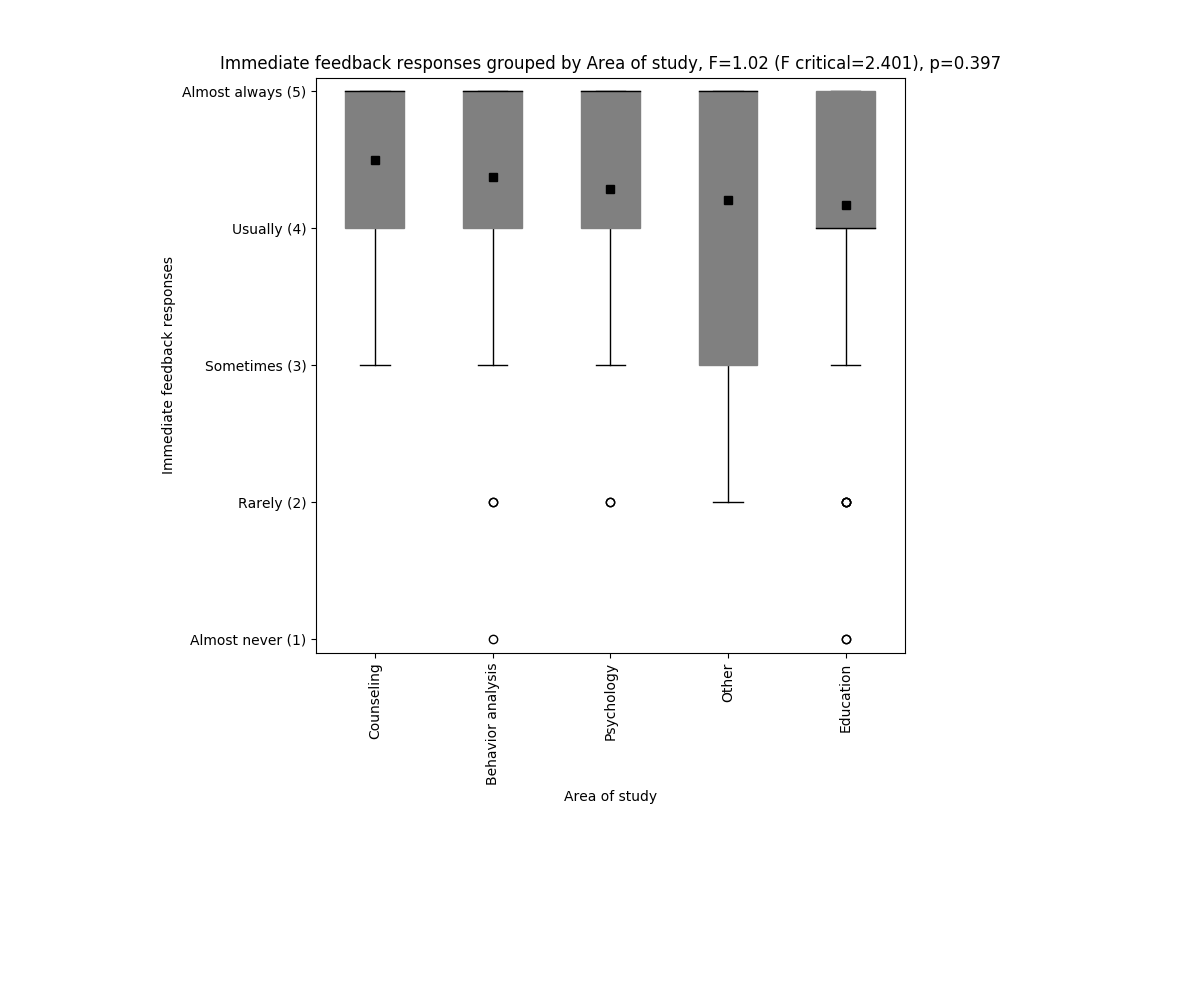 Immediate feedback responses grouped by Area of study, F=1.02 (F critical=2.401), p=0.397
Almost always (5)
Usually (4)
Sometimes (3)
Rarely (2)
Almost never (1)
Immediate feedback responses
Counseling
Behavior analysis
Psychology
Other
Education
Area of study